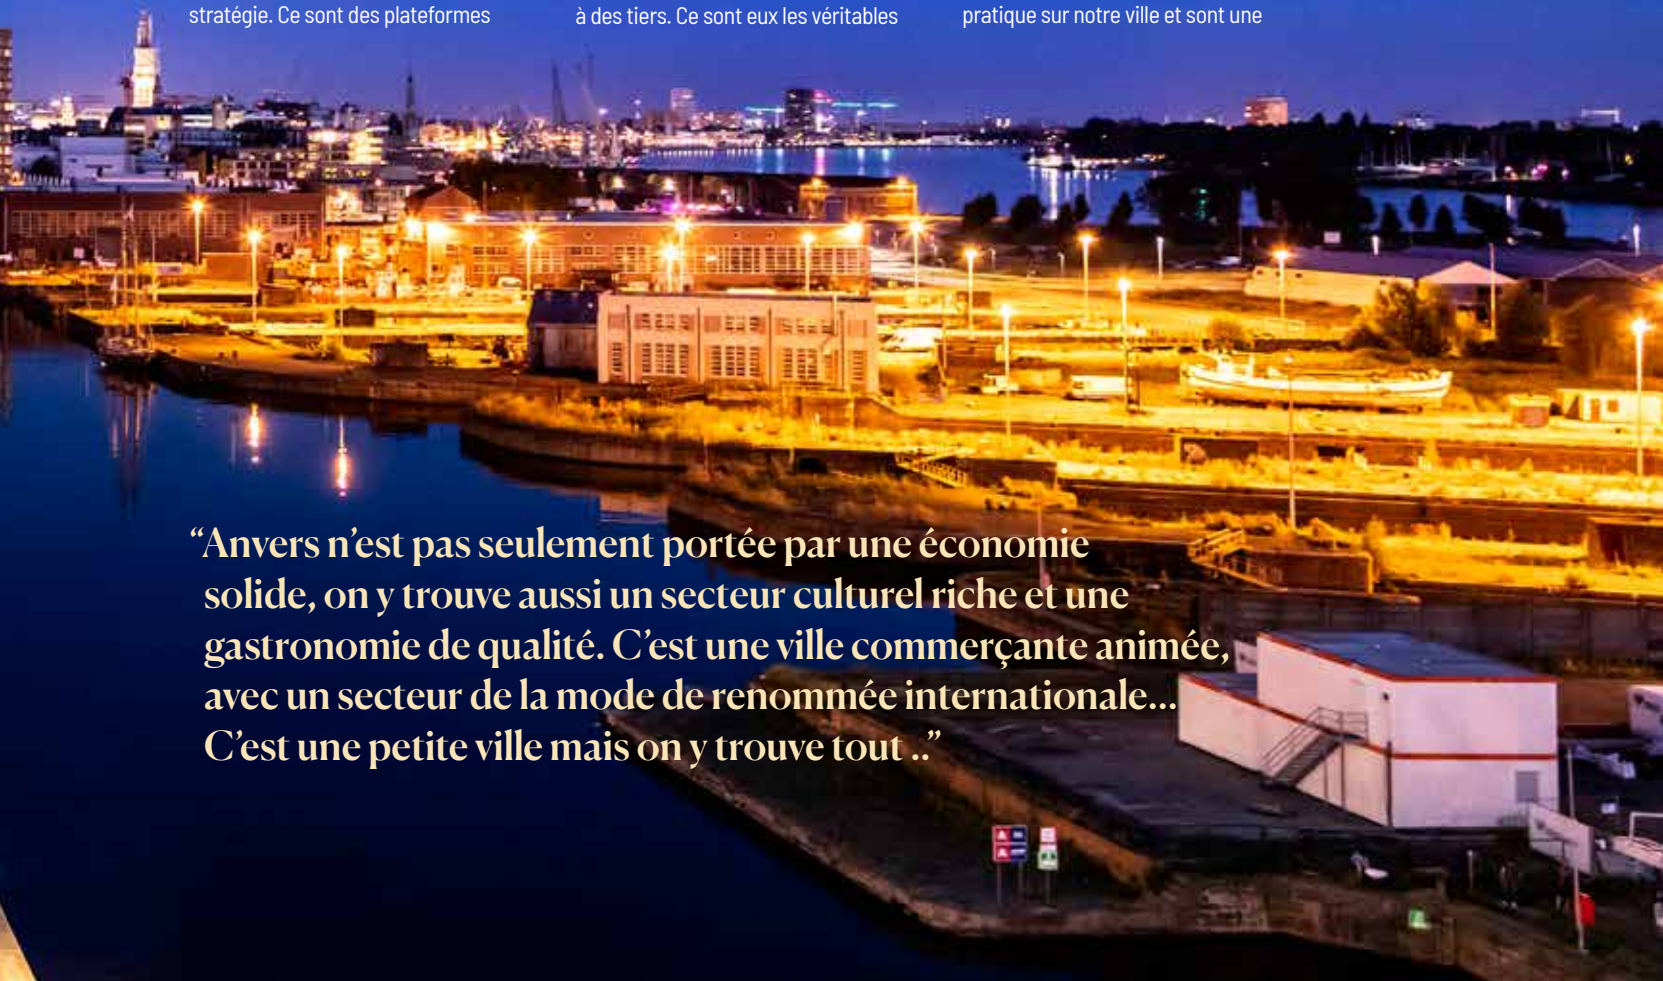 stratégie. Ce sont des plateformes
à des tiers. Ce sont eux les véritables
pratique sur notre ville et sont une
“Anvers n’est pas seulement portée par une économie
solide, on y trouve aussi un secteur culturel riche et une
gastronomie de qualité. C’est une ville commerçante animée,
avec un secteur de la mode de renommée internationale...
C’est une petite ville mais on y trouve tout ..”